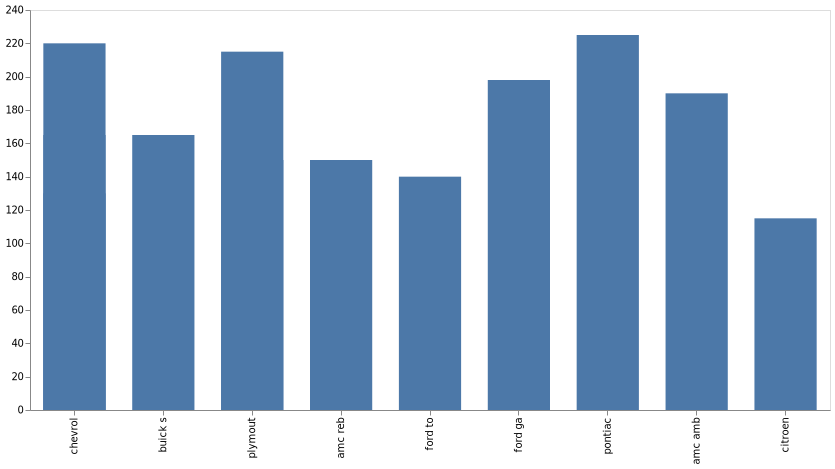 240
220
200
180
160
140
120
100
80
60
40
20
0
chevrol
buick s
plymout
amc reb
ford to
ford ga
pontiac
amc amb
citroen